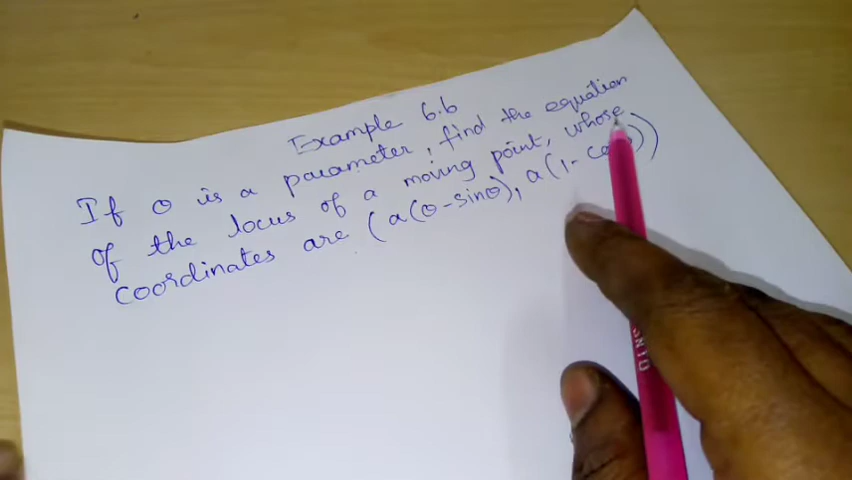 Example 6.6
If θ is a parameter, find the equation
of the locus of a moving point, whose
coordinates are (a(θ-sinθ), a(1-co